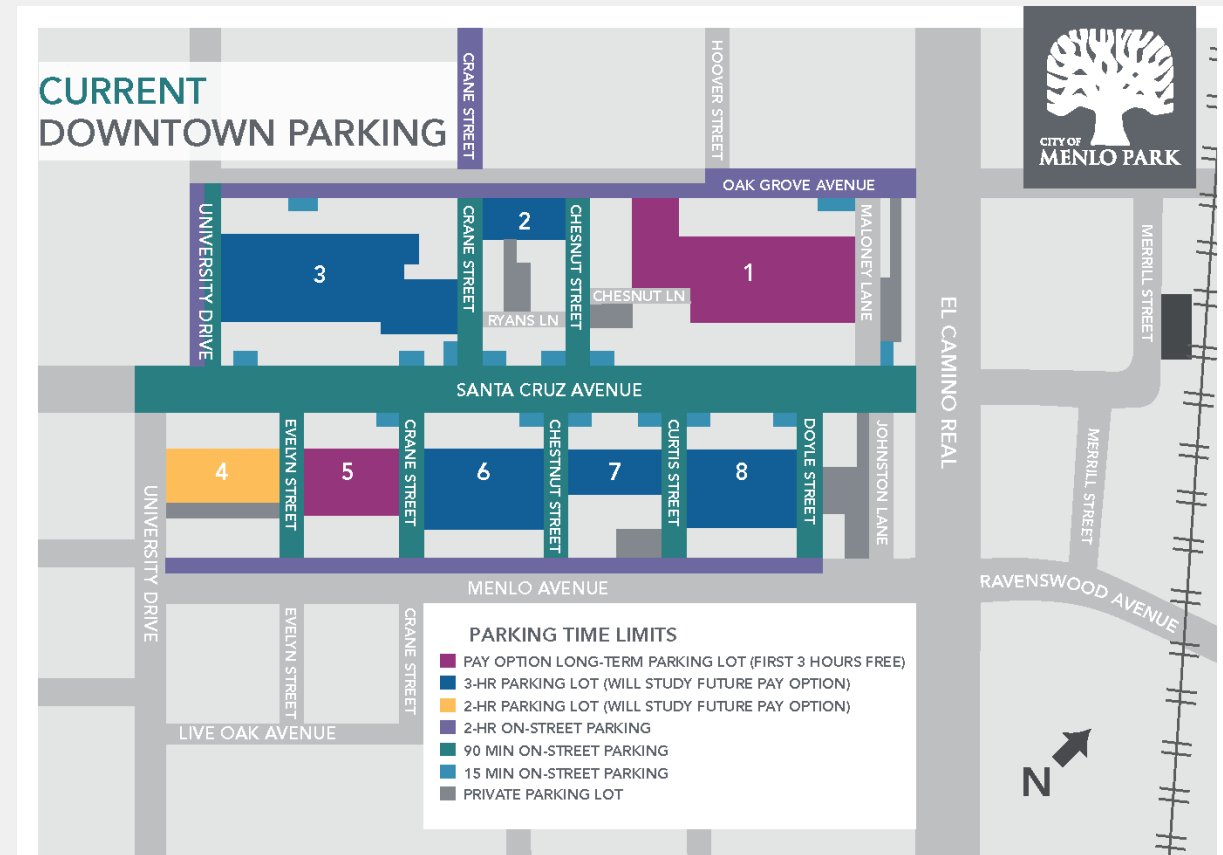 CURRENT
DOWNTOWN PARKING
CITY OF
MENLO PARK
CRANE STREET
HOOVER STREET
OAK GROVE AVENUE
UNIVERSITY DRIVE
CRANE STREET
2
CHESNUT STREET
MALONEY LANE
MERRILL STREET
3
1
CHESNUT LN
RYANS LN
EL CAMINO REAL
SANTA CRUZ AVENUE
EVELYN STREET
CRANE STREET
CHESTNUT STREET
CURTIS STREET
DOYLE STREET
JOHNSTON LANE
MERRILL STREET
4
5
6
7
8
UNIVERSITY DRIVE
MENLO AVENUE
RAVENSWOOD AVENUE
EVELYN STREET
CRANE STREET
LIVE OAK AVENUE
PARKING TIME LIMITS
PAY OPTION LONG-TERM PARKING LOT (FIRST 3 HOURS FREE)
3-HR PARKING LOT (WILL STUDY FUTURE PAY OPTION)
2-HR PARKING LOT (WILL STUDY FUTURE PAY OPTION)
2-HR ON-STREET PARKING
90 MIN ON-STREET PARKING
15 MIN ON-STREET PARKING
PRIVATE PARKING LOT
N